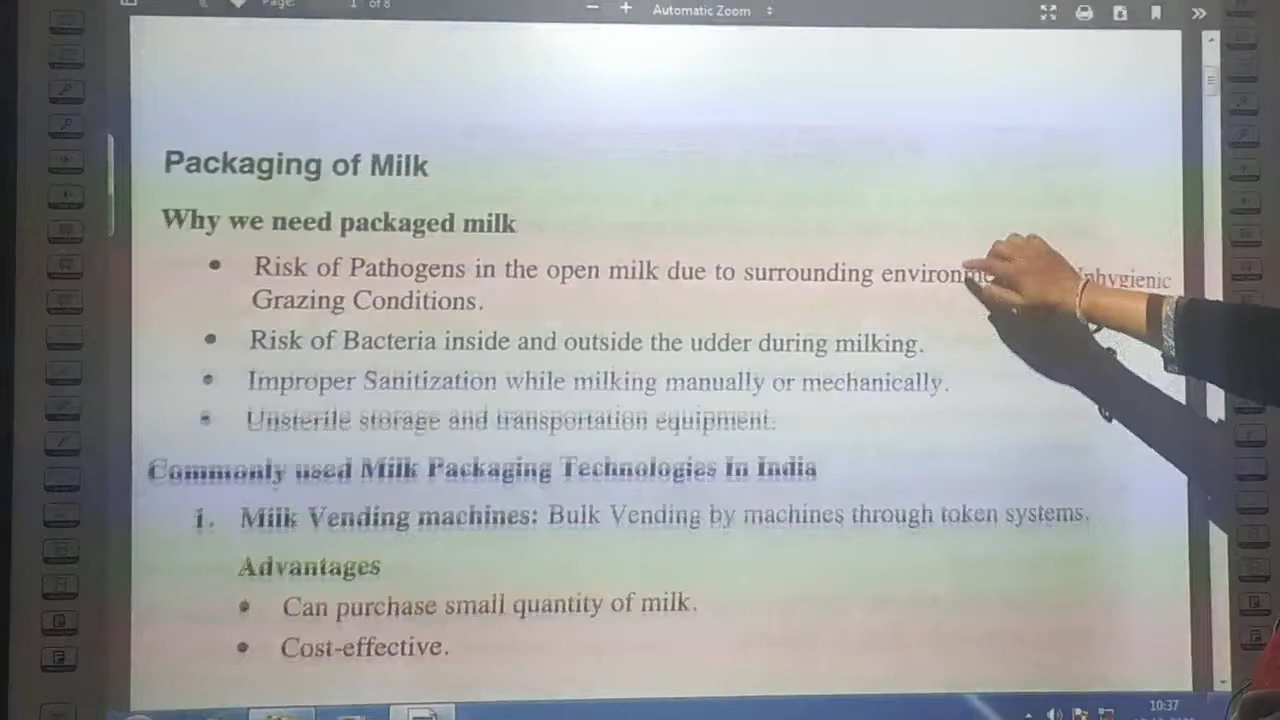 Page: 1 of 8
Automatic Zoom
Packaging of Milk
Why we need packaged milk
Risk of Pathogens in the open milk due to surrounding
Grazing Conditions.
Risk of Bacteria inside and outside the udder during milking.
Improper Sanitization while milking manually or mechanically.
Unsterile storage and transportation equipment.
Commonly used Milk Packaging Technologies In India
1. Milk Vending machines: Bulk Vending by machines through token systems.
Advantages
Can purchase small quantity of milk.
Cost-effective.
10:37